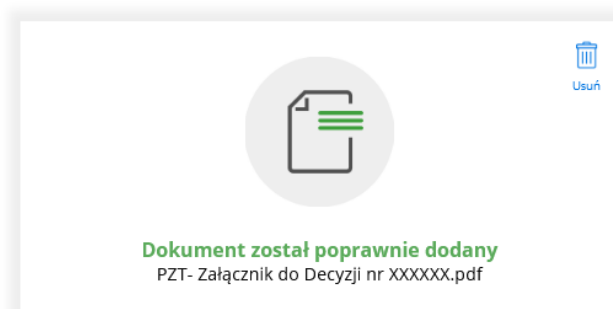 Usuń
Dokument został poprawnie dodany
PZT- Załącznik do Decyzji nr XXXXXX.pdf